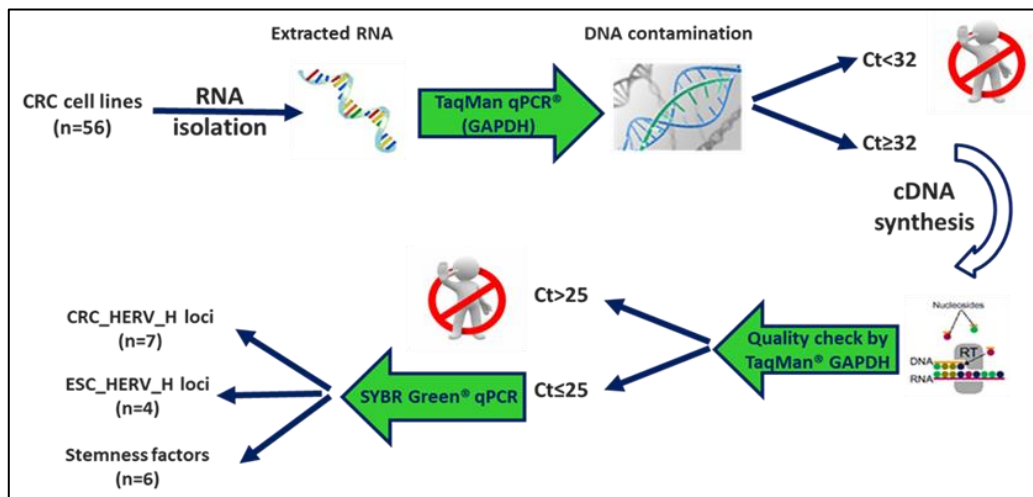 Extracted RNA
DNA contamination
CRC cell lines
(n=56)
RNA
isolation
TaqMan qPCR®
(GAPDH)
Ct<32
Ct≥32
cDNA
synthesis
Nucleosides
RT
DNA
RNA
Quality check by
TaqMan® GAPDH
Ct>25
Ct≤25
SYBR Green® qPCR
CRC_HERV_H loci
(n=7)
ESC_HERV_H loci
(n=4)
Stemness factors
(n=6)